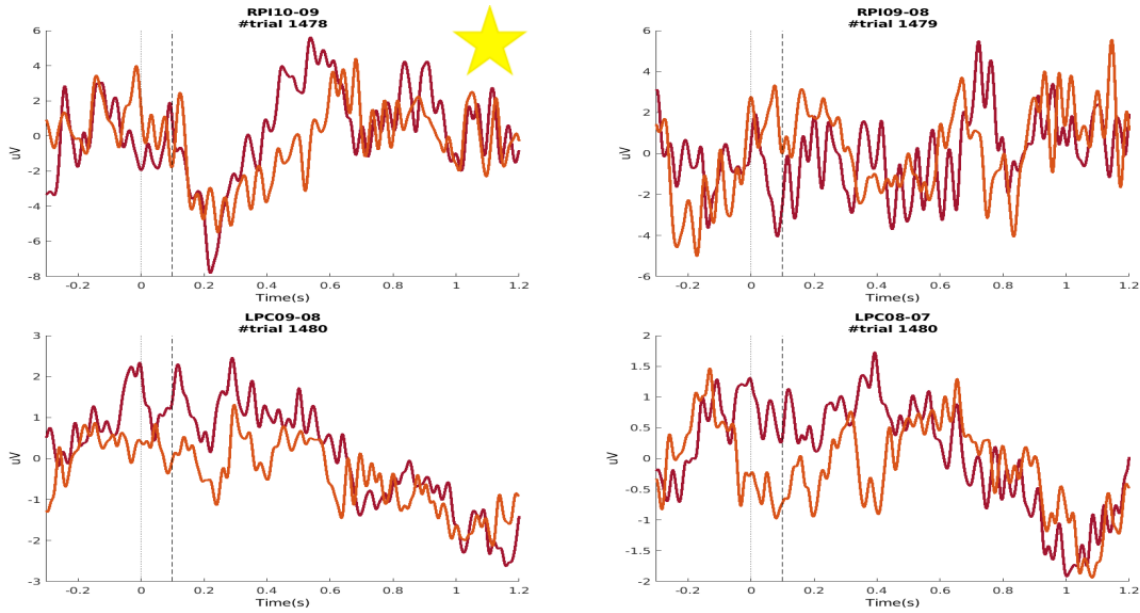 RPI10-09
#trial 1478
6
4
2
0
-2
-4
-6
-8
uV
-0.2 0 0.2 0.4 0.6 0.8 1 1.2
Time(s)
RPI09-08
#trial 1479
6
4
2
0
-2
-4
-6
uV
-0.2 0 0.2 0.4 0.6 0.8 1 1.2
Time(s)
LPC09-08
#trial 1480
3
2
1
0
-1
-2
-3
uV
-0.2 0 0.2 0.4 0.6 0.8 1 1.2
Time(s)
LPC08-07
#trial 1480
2
1.5
1
0.5
0
-0.5
-1
-1.5
-2
uV
-0.2 0 0.2 0.4 0.6 0.8 1 1.2
Time(s)